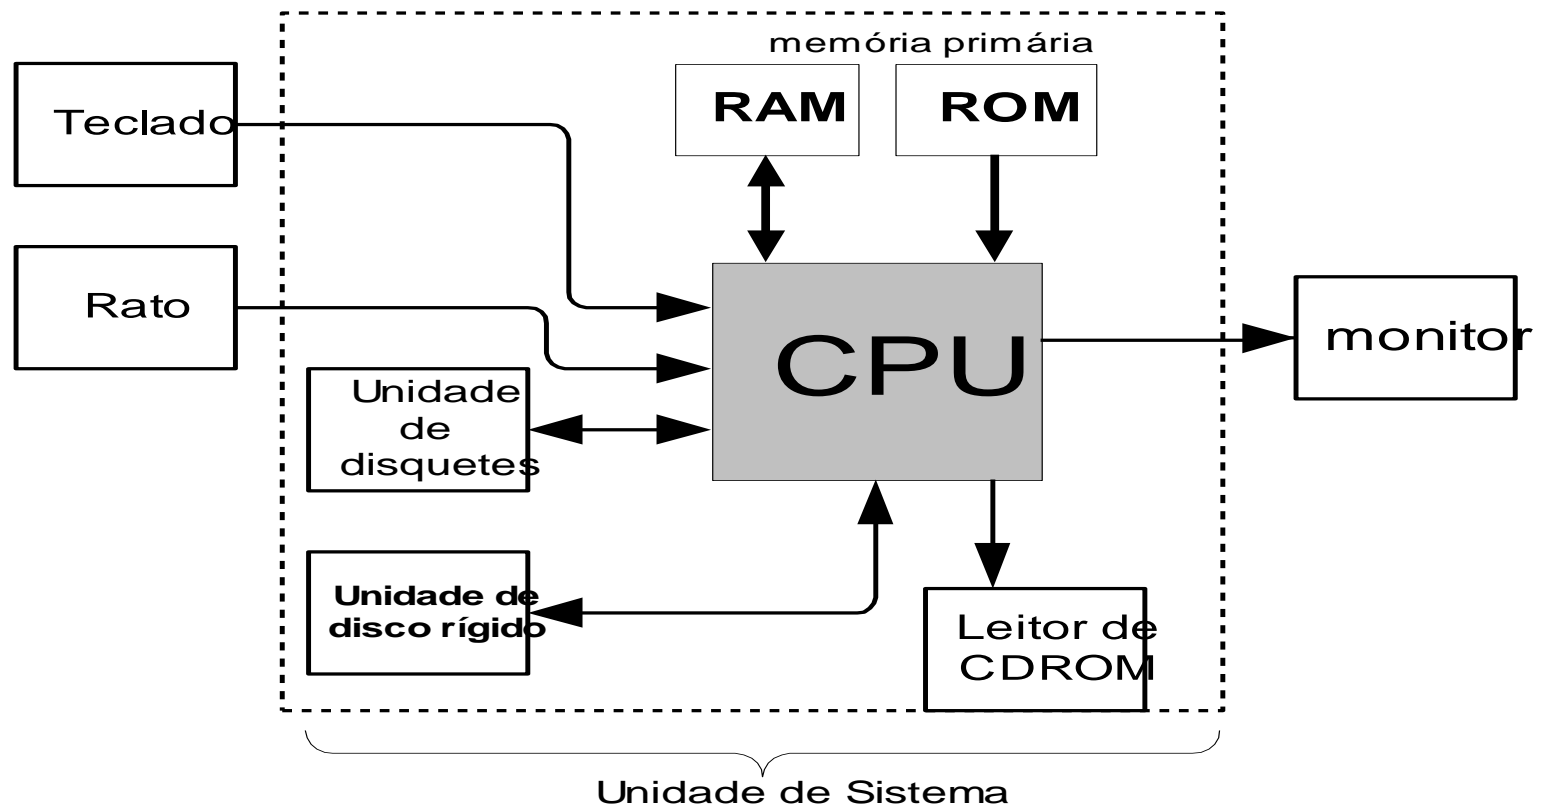 memória primária
Teclado
RAM
ROM
Rato
CPU
monitor
Unidade
de
disquetes
Unidade de
disco rígido
Leitor de
CDROM
Unidade de Sistema